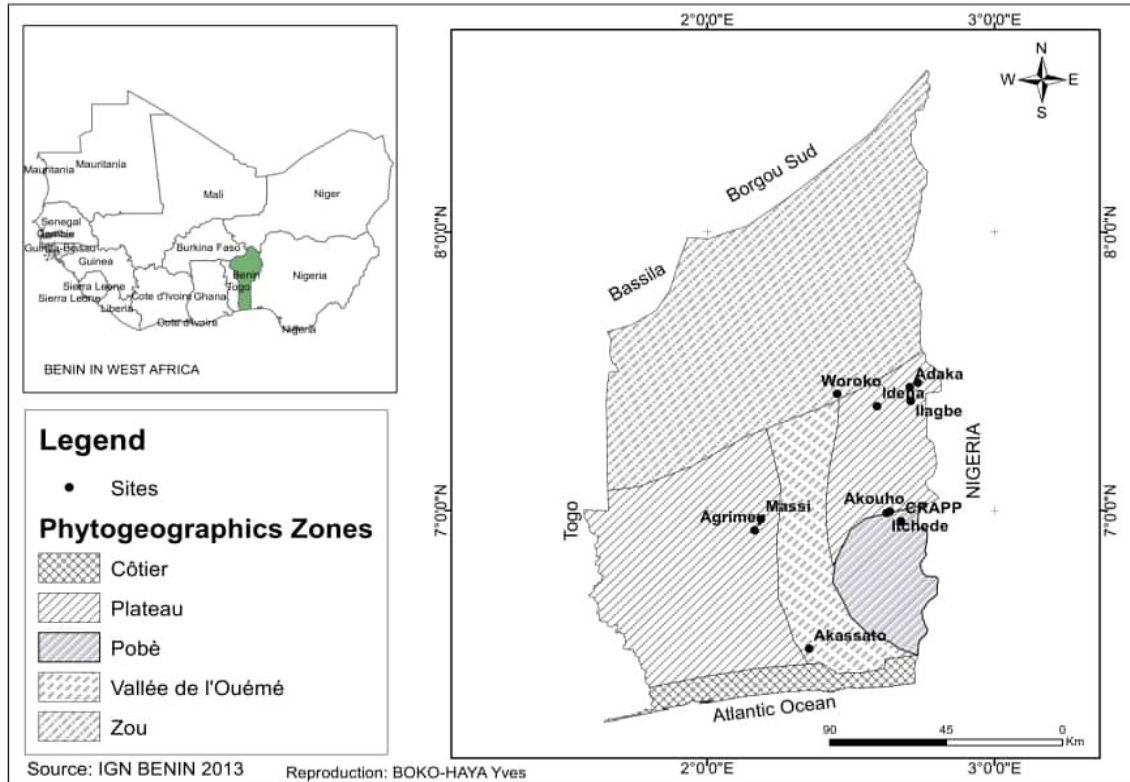 Mauritania
Mauritania
Mali
Niger
Senegal
Gambie
Guinea-Bissau
Guinea
Burkina Faso
Benin
Nigeria
Sierra Leone
Sierra Leone
Liberia
Cote d'Ivoire
Ghana
Togo
Cote d'Ivoire
Nigeria
BENIN IN WEST AFRICA
Legend
Sites
Phytogeographics Zones
Côtier
Plateau
Pobè
Vallée de l'Ouémé
Zou
Source: IGN BENIN 2013
Reproduction: BOKO-HAYA Yves
2°0'0"E
3°0'0"E
N
W
E
S
8°0'0"N
8°0'0"N
Borgou Sud
Bassila
Woroko
Adaka
Idena
Ilagbe
NIGERIA
7°0'0"N
7°0'0"N
Togo
Massi
Agrimey
Akouho
CRAPP
Itchede
Akassato
Atlantic Ocean
90
45
0
Km
2°0'0"E
3°0'0"E